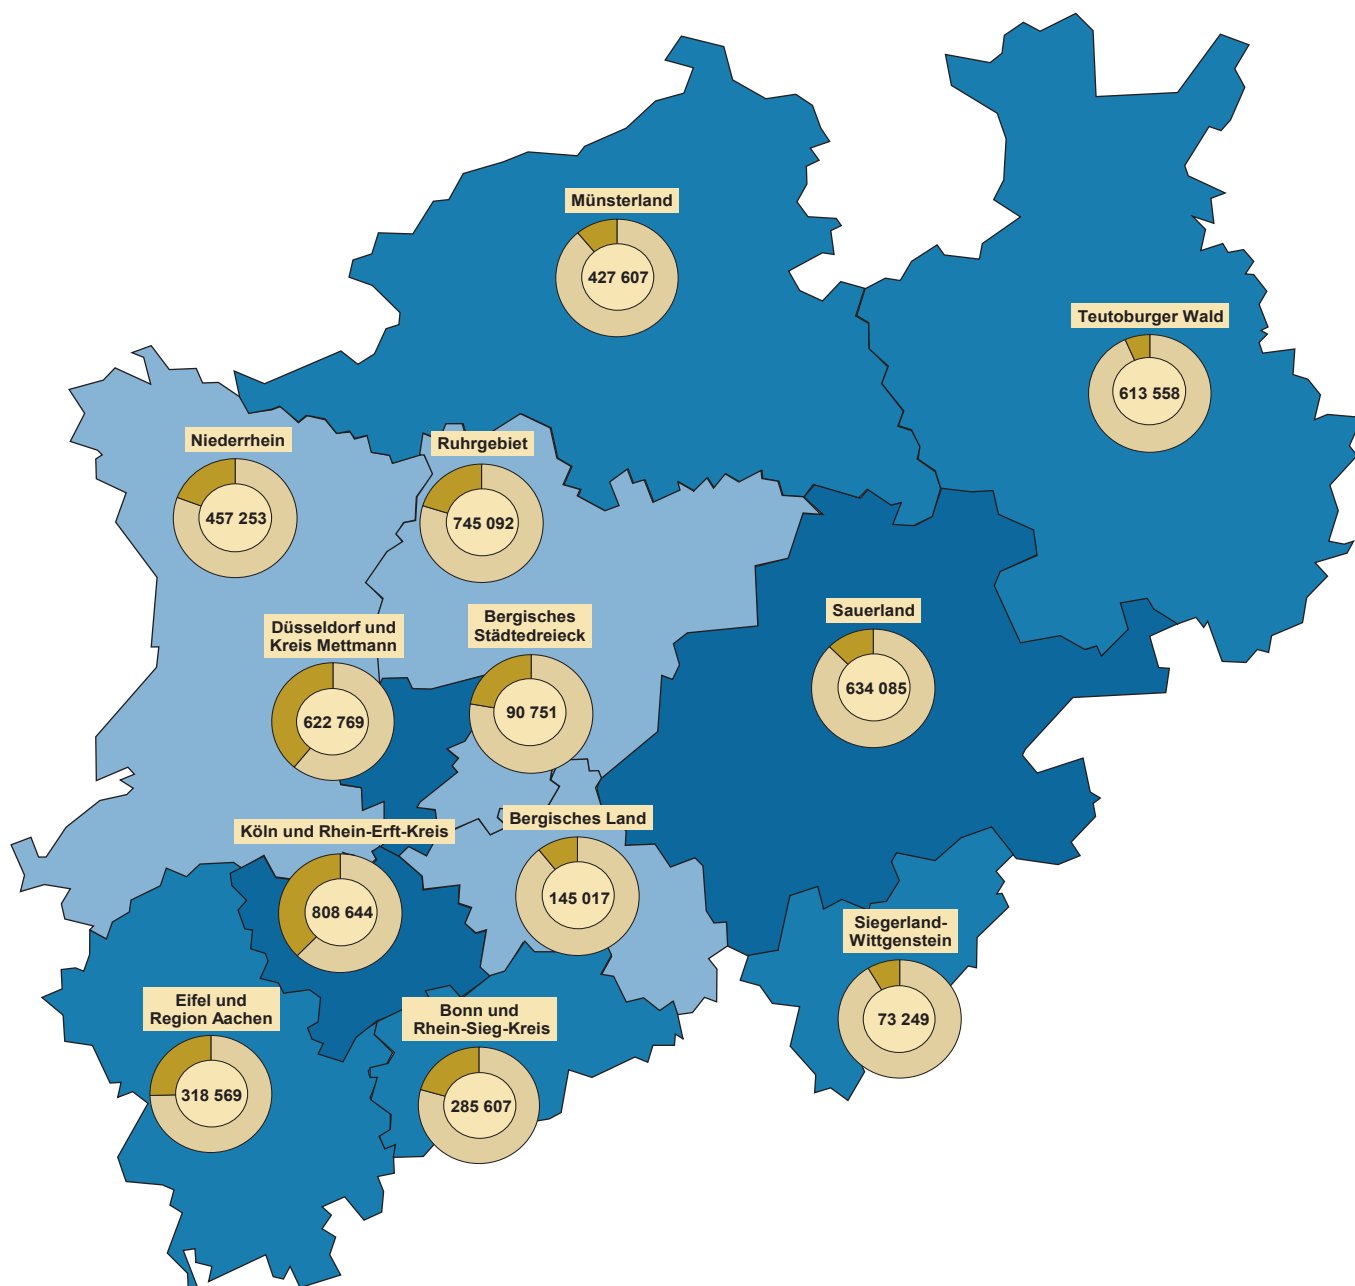 Münsterland
427 607
Teutoburger Wald
613 558
Niederrhein
457 253
Ruhrgebiet
745 092
Düsseldorf und
Kreis Mettmann
622 769
Bergisches
Städtedreieck
90 751
Sauerland
634 085
Köln und Rhein-Erft-Kreis
808 644
Bergisches Land
145 017
Siegerland-
Wittgenstein
73 249
Eifel und
Region Aachen
318 569
Bonn und
Rhein-Sieg-Kreis
285 607